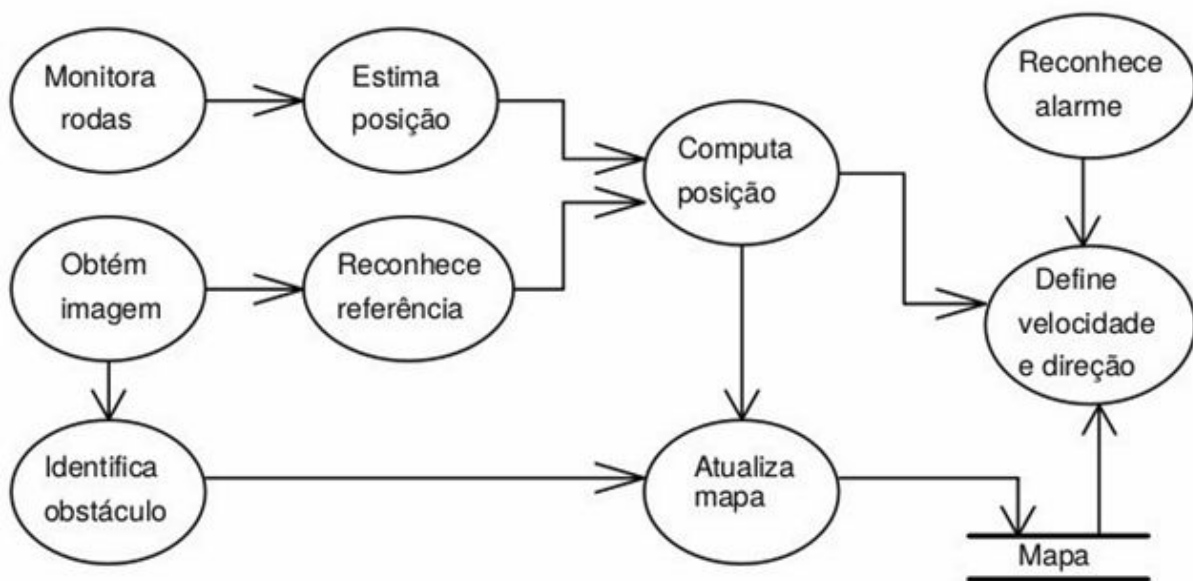 Monitora
rodas
Estima
posição
Computa
posição
Reconhece
alarme
Obtém
imagem
Reconhece
referência
Define
velocidade
e direção
Identifica
obstáculo
Atualiza
mapa
Mapa